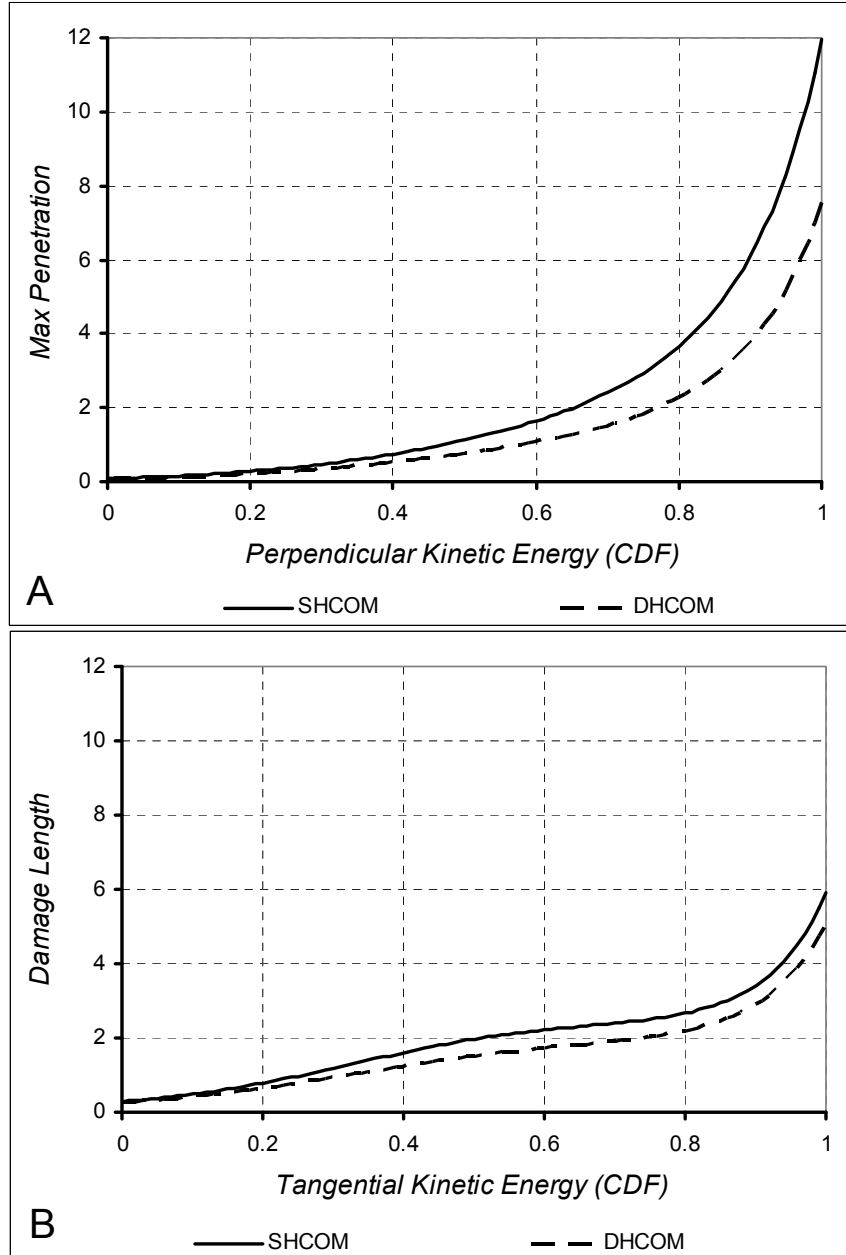 12
10
8
6
4
2
0
Max Penetration
0 0.2 0.4 0.6 0.8 1
Perpendicular Kinetic Energy (CDF)
A
SHCOM DHCOM
12
10
8
6
4
2
0
Damage Length
0 0.2 0.4 0.6 0.8 1
Tangential Kinetic Energy (CDF)
B
SHCOM DHCOM